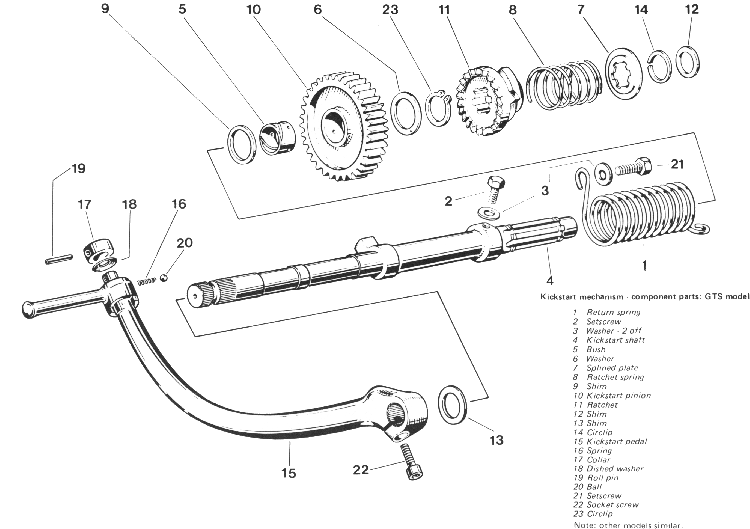 9 5 10 6 23 11 8 7 14 12
19 17 18 16 20 2 3 21
4 1
15 22 13
Kickstart mechanism - component parts: GTS model
1 Return spring
2 Setscrew
3 Washer - 2 off
4 Kickstart shaft
5 Bush
6 Washer
7 Splined plate
8 Ratchet spring
9 Shim
10 Kickstart pinion
11 Ratchet
12 Shim
13 Shim
14 Circlip
15 Kickstart pedal
16 Spring
17 Collar
18 Dished washer
19 Roll pin
20 Ball
21 Setscrew
22 Socket screw
23 Circlip
Note: other models similar.